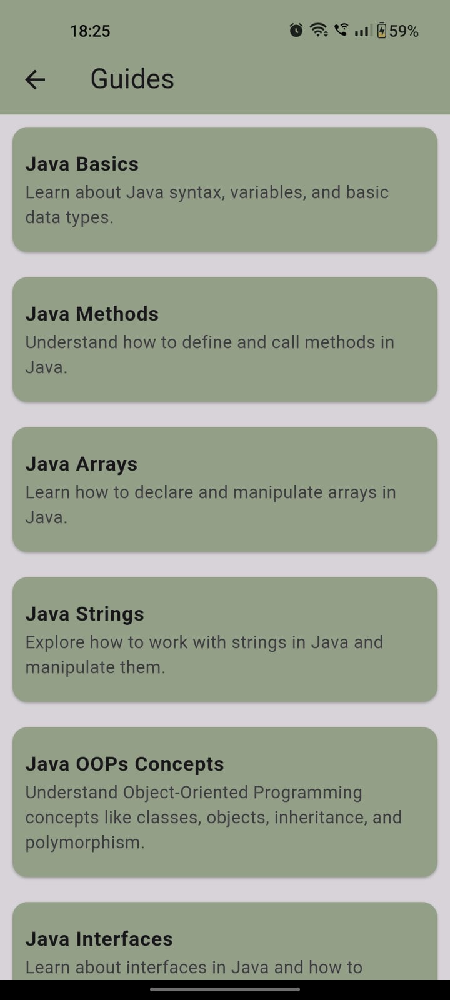 18:25 59%
Guides
Java Basics
Learn about Java syntax, variables, and basic
data types.
Java Methods
Understand how to define and call methods in
Java.
Java Arrays
Learn how to declare and manipulate arrays in
Java.
Java Strings
Explore how to work with strings in Java and
manipulate them.
Java OOPs Concepts
Understand Object-Oriented Programming
concepts like classes, objects, inheritance, and
polymorphism.
Java Interfaces
Learn about interfaces in Java and how to